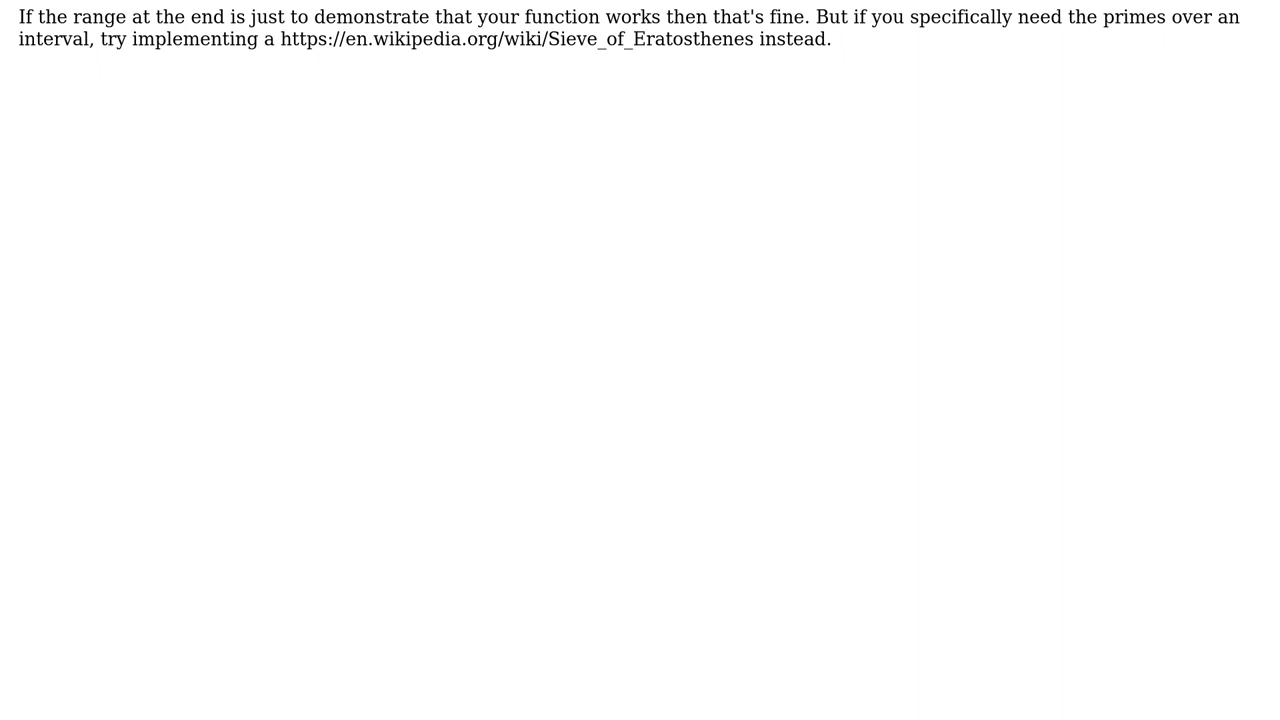 If the range at the end is just to demonstrate that your function works then that's fine. But if you specifically need the primes over an
interval, try implementing a https://en.wikipedia.org/wiki/Sieve_of_Eratosthenes instead.